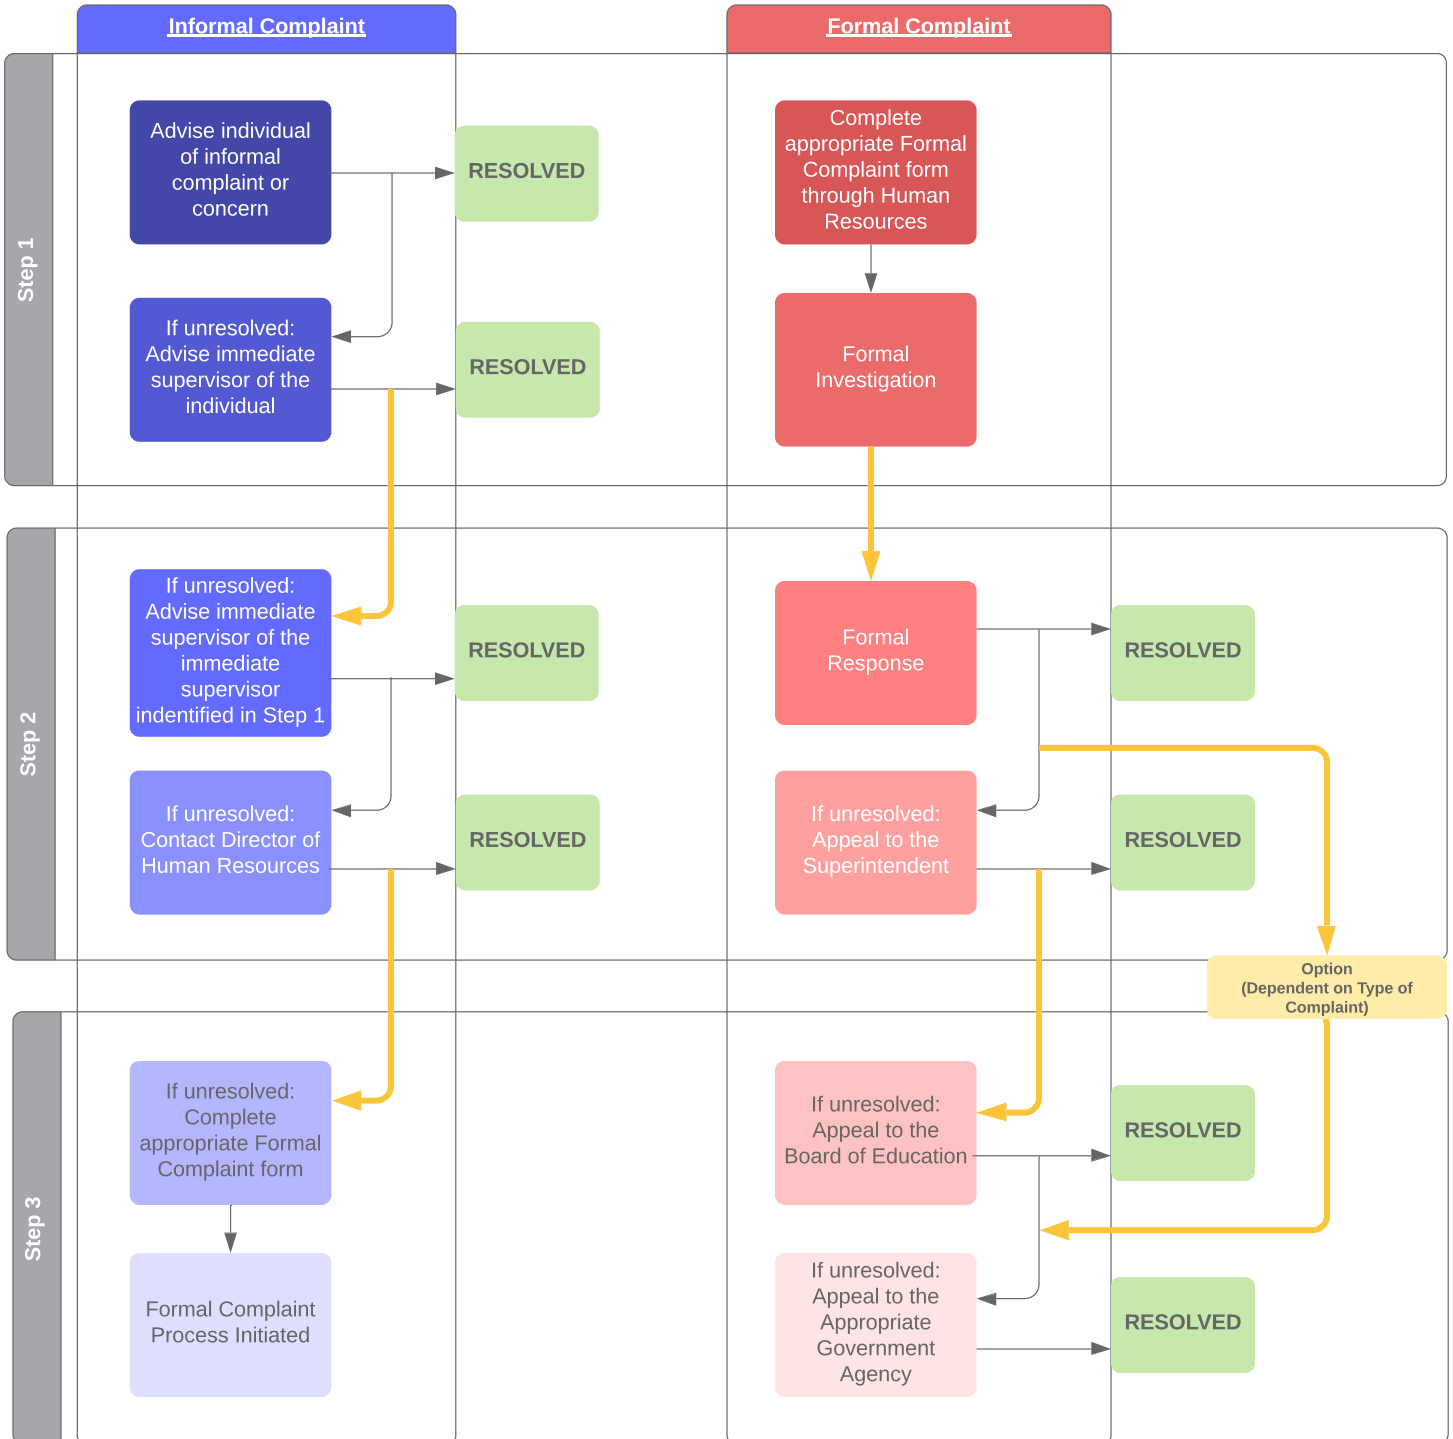 Informal Complaint
Formal Complaint
Step 1
Advise individual
of informal
complaint or
concern
RESOLVED
Complete
appropriate Formal
Complaint form
through Human
Resources
If unresolved:
Advise immediate
supervisor of the
individual
RESOLVED
Formal
Investigation
Step 2
If unresolved:
Advise immediate
supervisor of the
immediate
supervisor
indentified in Step 1
RESOLVED
Formal
Response
RESOLVED
If unresolved:
Contact Director of
Human Resources
RESOLVED
If unresolved:
Appeal to the
Superintendent
RESOLVED
Option
(Dependent on Type of
Complaint)
Step 3
If unresolved:
Complete
appropriate Formal
Complaint form
If unresolved:
Appeal to the
Board of Education
RESOLVED
Formal Complaint
Process Initiated
If unresolved:
Appeal to the
Appropriate
Government
Agency
RESOLVED